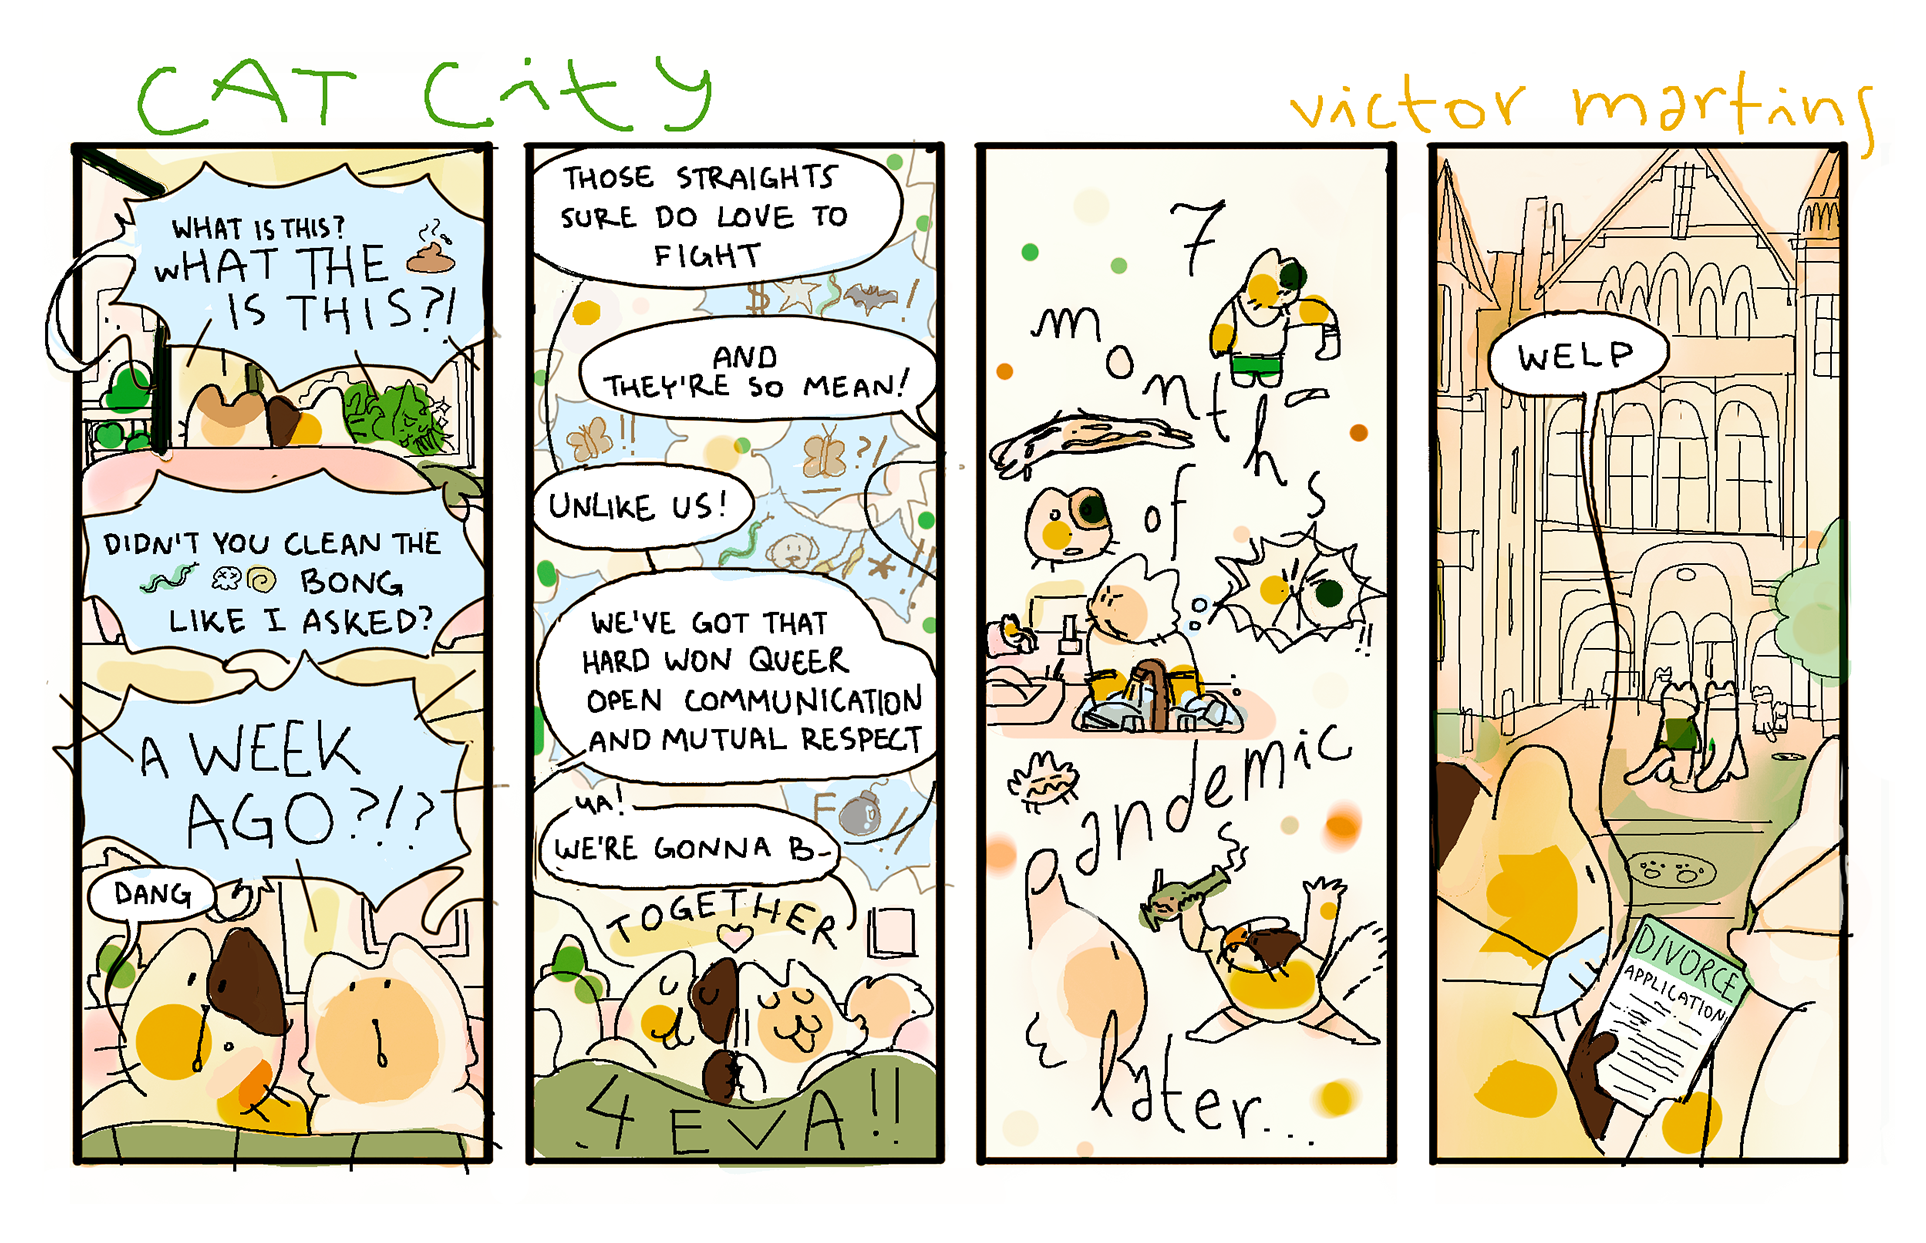 CAT City
victor martins
WHAT IS THIS?
WHAT THE
IS THIS?!
DIDN'T YOU CLEAN THE
BONG
LIKE I ASKED?
A WEEK
AGO?!?
DANG
THOSE STRAIGHTS
SURE DO LOVE TO
FIGHT
$ !
AND
THEY'RE SO MEAN!
!! ?!
UNLIKE US!
* !!
WE'VE GOT THAT
HARD WON QUEER
OPEN COMMUNICATION
AND MUTUAL RESPECT
YA!
F !!
WE'RE GONNA B-
TOGETHER
4 EVA!!
7
months
of
!!
Pandemic
later...
WELP
DIVORCE
APPLICATION